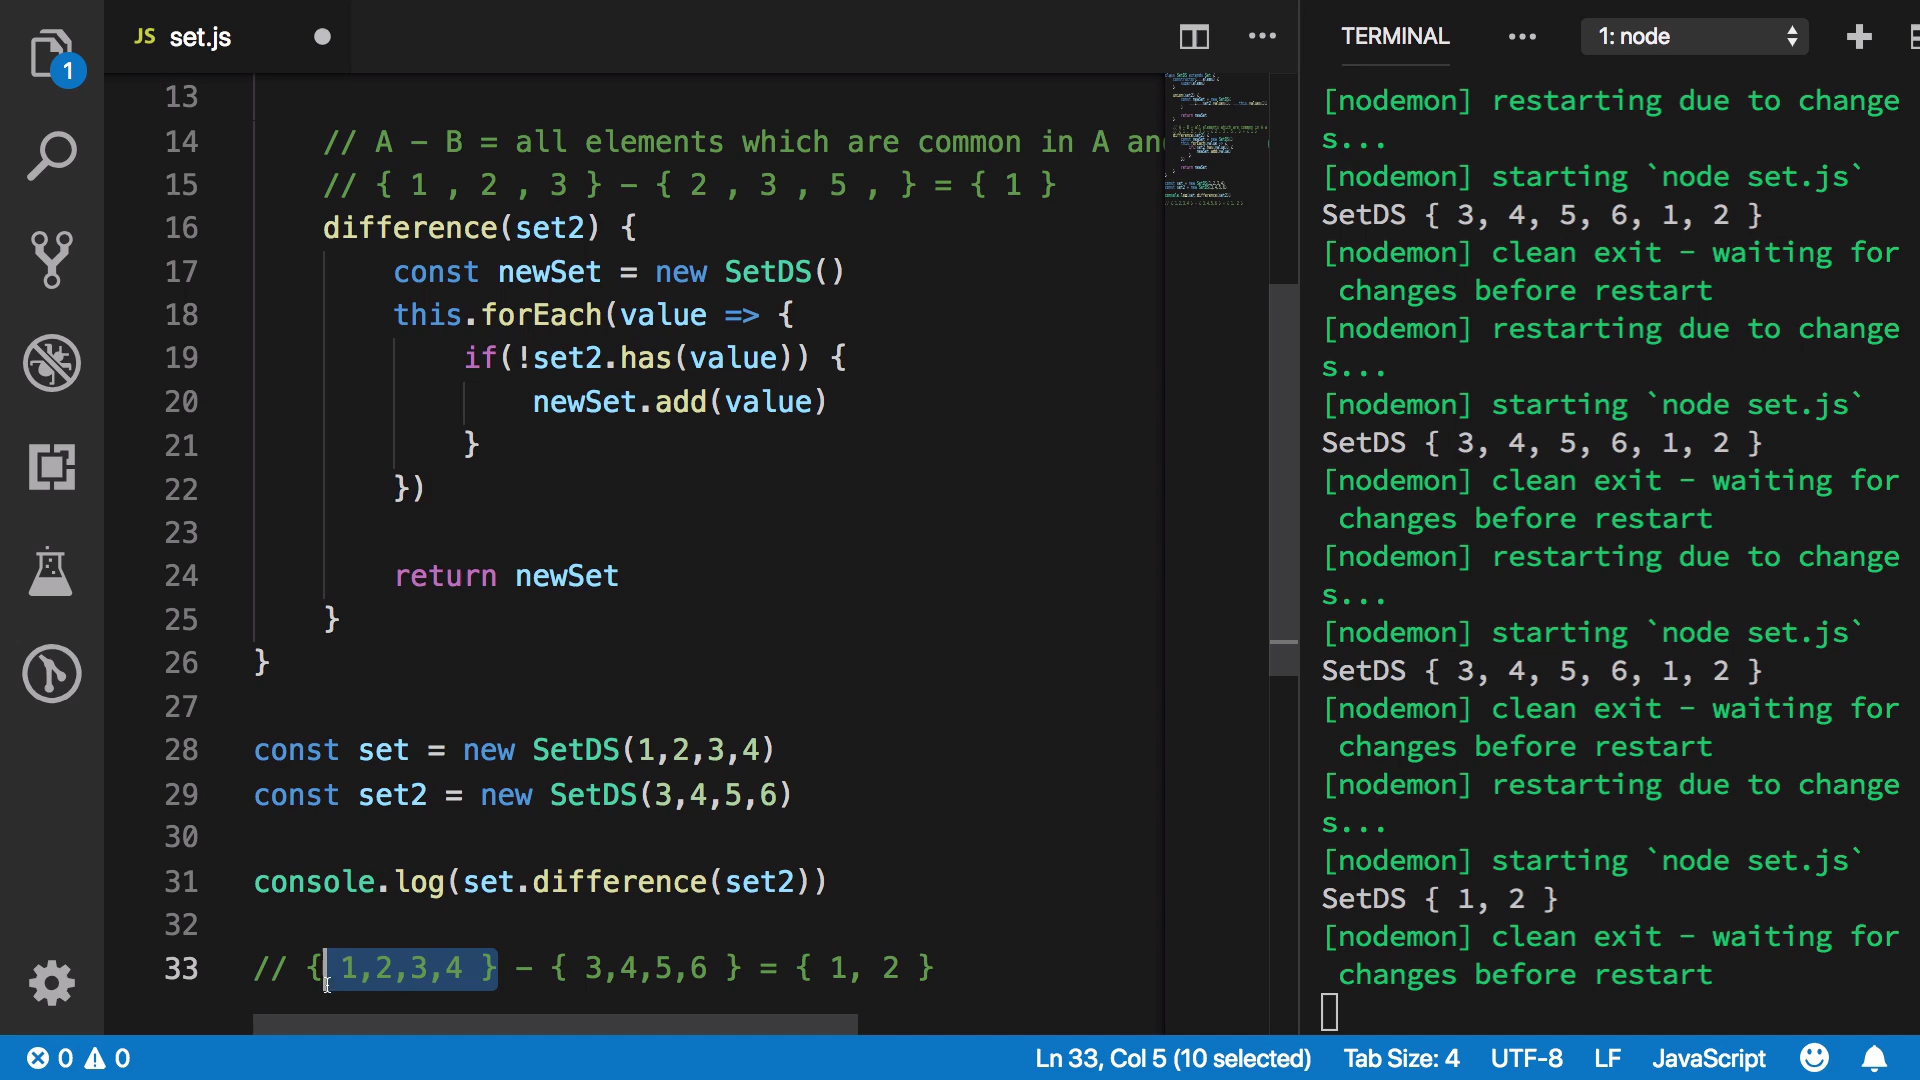 1
JS set.js
13
14 // A - B = all elements which are common in A an
15 // { 1 , 2 , 3 } - { 2 , 3 , 5 , } = { 1 }
16 difference(set2) {
17 const newSet = new SetDS()
18 this.forEach(value => {
19 if(!set2.has(value)) {
20 newSet.add(value)
21 }
22 })
23
24 return newSet
25 }
26 }
27
28 const set = new SetDS(1,2,3,4)
29 const set2 = new SetDS(3,4,5,6)
30
31 console.log(set.difference(set2))
32
33 // { 1,2,3,4 } - { 3,4,5,6 } = { 1, 2 }
TERMINAL ••• 1: node
[nodemon] restarting due to change
s...
[nodemon] starting `node set.js`
SetDS { 3, 4, 5, 6, 1, 2 }
[nodemon] clean exit - waiting for
changes before restart
[nodemon] restarting due to change
s...
[nodemon] starting `node set.js`
SetDS { 3, 4, 5, 6, 1, 2 }
[nodemon] clean exit - waiting for
changes before restart
[nodemon] restarting due to change
s...
[nodemon] starting `node set.js`
SetDS { 3, 4, 5, 6, 1, 2 }
[nodemon] clean exit - waiting for
changes before restart
[nodemon] restarting due to change
s...
[nodemon] starting `node set.js`
SetDS { 1, 2 }
[nodemon] clean exit - waiting for
changes before restart
0 0 Ln 33, Col 5 (10 selected) Tab Size: 4 UTF-8 LF JavaScript